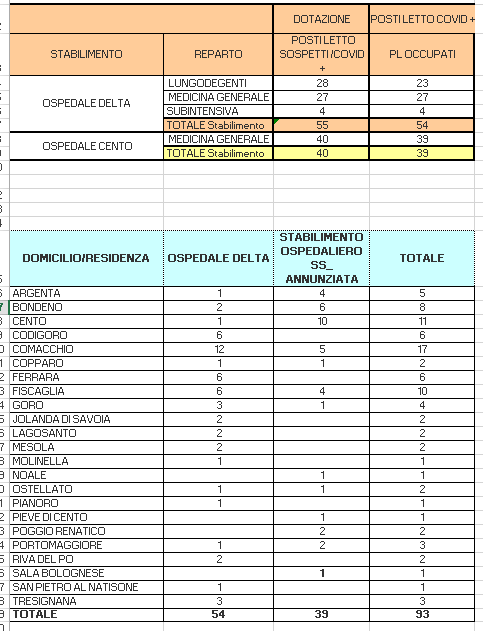 DOTAZIONE POSTI LETTO COVID +
STABILIMENTO REPARTO POSTI LETTO SOSPETTI /COVID + PL OCCUPATI
OSPEDALE DELTA LUNGODEGENTI 28 23
MEDICINA GENERALE 27 27
SUBINTENSIVA 4 4
TOTALE Stabilimento 55 54
OSPEDALE CENTO MEDICINA GENERALE 40 39
TOTALE Stabilimento 40 39
DOMICILIO/RESIDENZA OSPEDALE DELTA STABILIMENTO OSPEDALIERO SS_ ANNUNZIATA TOTALE
ARGENTA 1 4 5
BONDENO 2 6 8
CENTO 1 10 11
CODIGORO 6 6
COMACCHIO 12 5 17
COPPARO 1 1 2
FERRARA 6 6
FISCAGLIA 6 4 10
GORO 3 1 4
JOLANDA DI SAVOIA 2 2
LAGOSANTO 2 2
MESOLA 2 2
MOLINELLA 1 1
NOALE 1 1
OSTELLATO 1 1 2
PIANORO 1 1
PIEVE DI CENTO 1 1
POGGIO RENATICO 2 2
PORTOMAGGIORE 1 2 3
RIVA DEL PO 2 2
SALA BOLOGNESE 1 1
SAN PIETRO AL NATISONE 1 1
TRESIGNANA 3 3
TOTALE 54 39 93